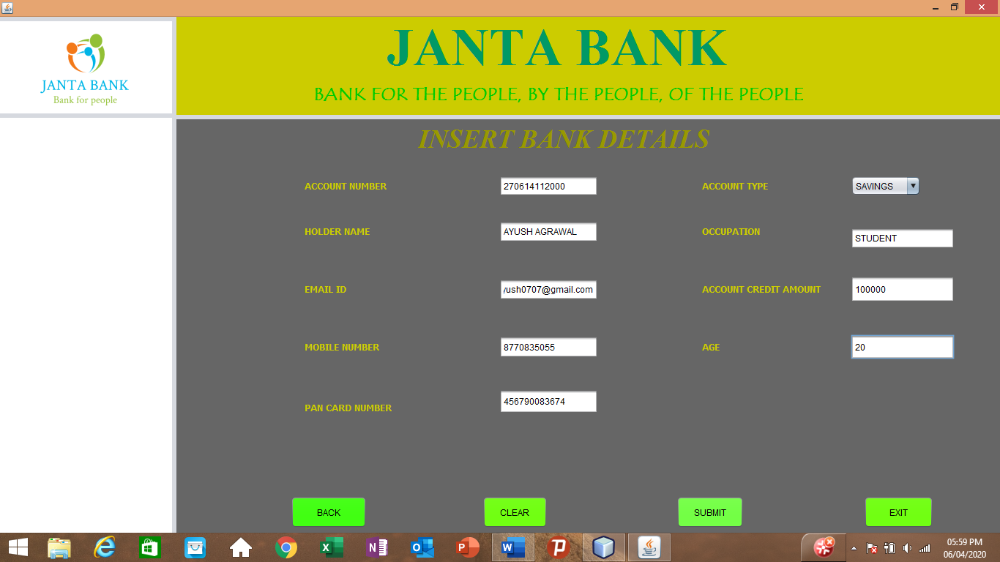 JANTA BANK
Bank for people
JANTA BANK
BANK FOR THE PEOPLE, BY THE PEOPLE, OF THE PEOPLE
INSERT BANK DETAILS
ACCOUNT NUMBER 270614112000 ACCOUNT TYPE SAVINGS
HOLDER NAME AYUSH AGRAWAL OCCUPATION STUDENT
EMAIL ID yush0707@gmail.com ACCOUNT CREDIT AMOUNT 100000
MOBILE NUMBER 8770835055 AGE 20
PAN CARD NUMBER 456790083674
BACK CLEAR SUBMIT EXIT
05:59 PM
06/04/2020